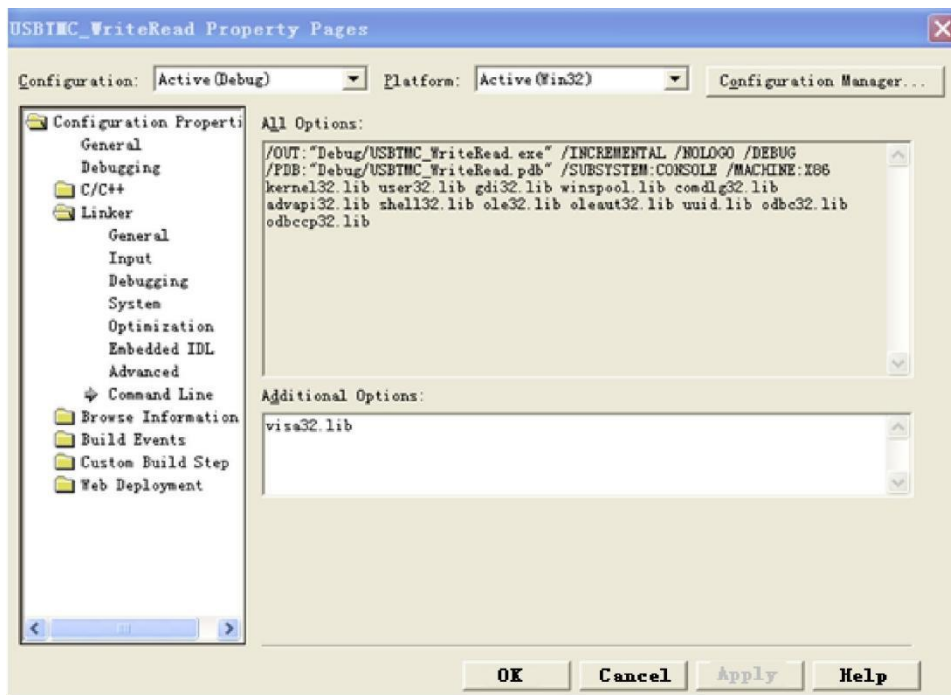 USBTMC_WriteRead Property Pages
Configuration: Active(Debug) Platform: Active(Win32) Configuration Manager...
Configuration Properti
General
Debugging
C/C++
Linker
General
Input
Debugging
System
Optimization
Embedded IDL
Advanced
Command Line
Browse Information
Build Events
Custom Build Step
Web Deployment
All Options:
/OUT:"Debug/USBTMC_WriteRead.exe" /INCREMENTAL /NOLOGO /DEBUG
/PDB:"Debug/USBTMC_WriteRead.pdb" /SUBSYSTEM:CONSOLE /MACHINE:X86
kernel32.lib user32.lib gdi32.lib winspool.lib comdlg32.lib
advapi32.lib shell32.lib ole32.lib oleaut32.lib uuid.lib odbc32.lib
odbccp32.lib
Additional Options:
visa32.lib
OK Cancel Apply Help